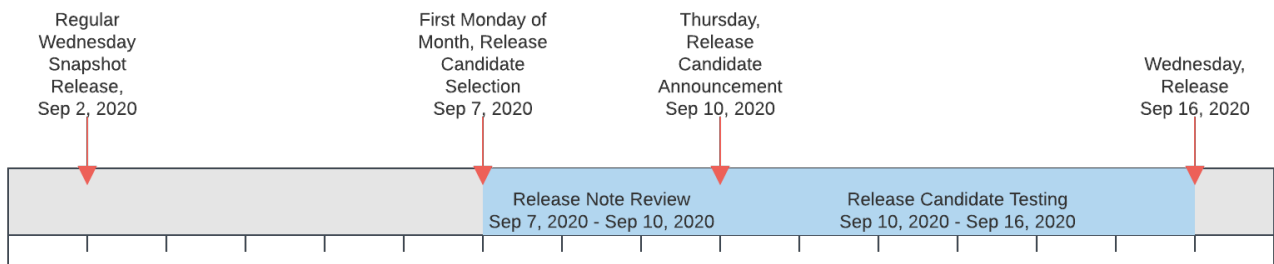 Regular
Wednesday
Snapshot
Release,
Sep 2, 2020
First Monday of
Month, Release
Candidate
Selection
Sep 7, 2020
Thursday,
Release
Candidate
Announcement
Sep 10, 2020
Wednesday,
Release
Sep 16, 2020
Release Note Review
Sep 7, 2020 - Sep 10, 2020
Release Candidate Testing
Sep 10, 2020 - Sep 16, 2020